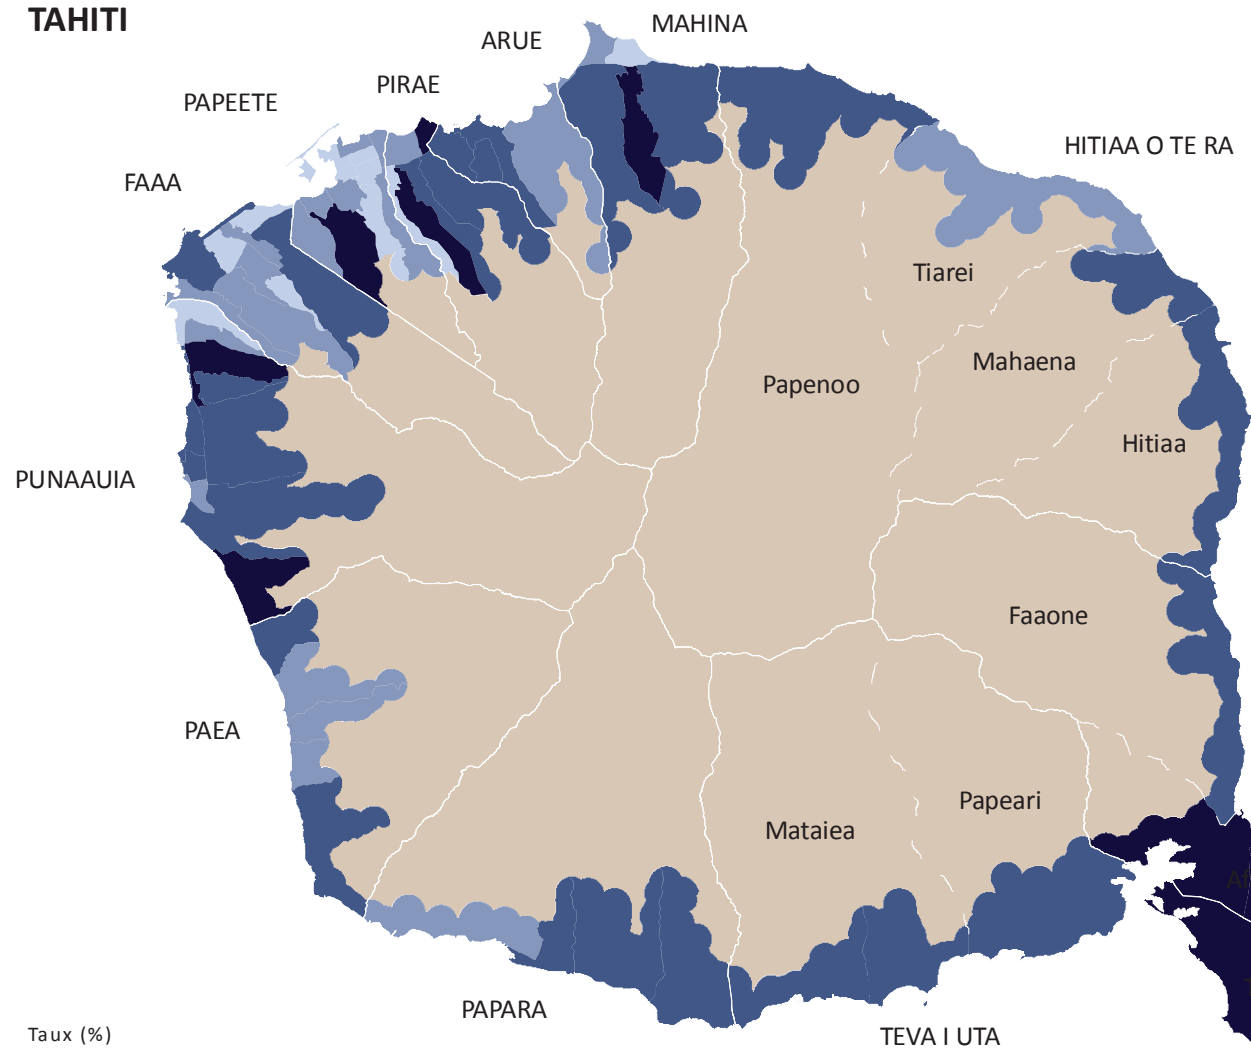 TAHITI
MAHINA
ARUE
PIRAE
PAPEETE
HITIAA O TE RA
FAAA
Tiarei
Mahaena
Papenoo
Hitiaa
PUNAAUIA
Faaone
PAEA
Papeari
Mataiea
PAPARA
Taux (%)
TEVA I UTA